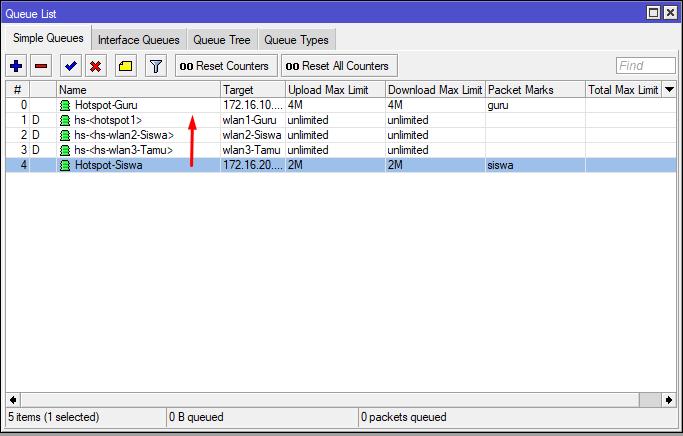 Queue List
Simple Queues Interface Queues Queue Tree Queue Types
00 Reset Counters 00 Reset All Counters Find
# Name Target Upload Max Limit Download Max Limit Packet Marks Total Max Limit
0 Hotspot-Guru 172.16.10.... 4M 4M guru
1 D hs-<hotspot1> wlan1-Guru unlimited unlimited
2 D hs-<hs-wlan2-Siswa> wlan2-Siswa unlimited unlimited
3 D hs-<hs-wlan3-Tamu> wlan3-Tamu unlimited unlimited
4 Hotspot-Siswa 172.16.20.... 2M 2M siswa
5 items (1 selected) 0 B queued 0 packets queued